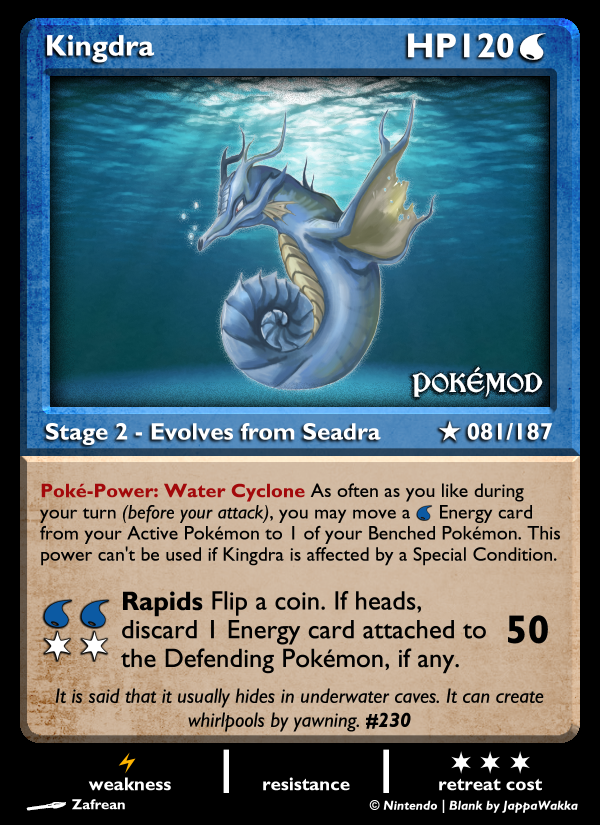 Kingdra HP120
POKÉMOD
Stage 2 - Evolves from Seadra ★ 081/187
Poké-Power: Water Cyclone As often as you like during
your turn (before your attack), you may move a Energy card
from your Active Pokémon to 1 of your Benched Pokémon. This
power can't be used if Kingdra is affected by a Special Condition.
Rapids Flip a coin. If heads,
discard 1 Energy card attached to 50
the Defending Pokémon, if any.
It is said that it usually hides in underwater caves. It can create
whirlpools by yawning. #230
weakness resistance retreat cost
Zafrean © Nintendo | Blank by JappaWakka